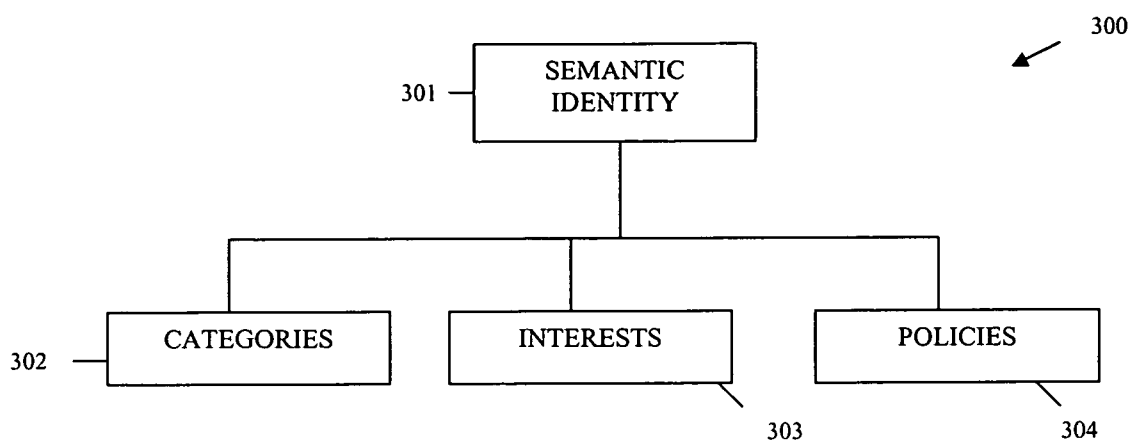 300
SEMANTIC
IDENTITY
301
CATEGORIES
INTERESTS
POLICIES
302
303
304